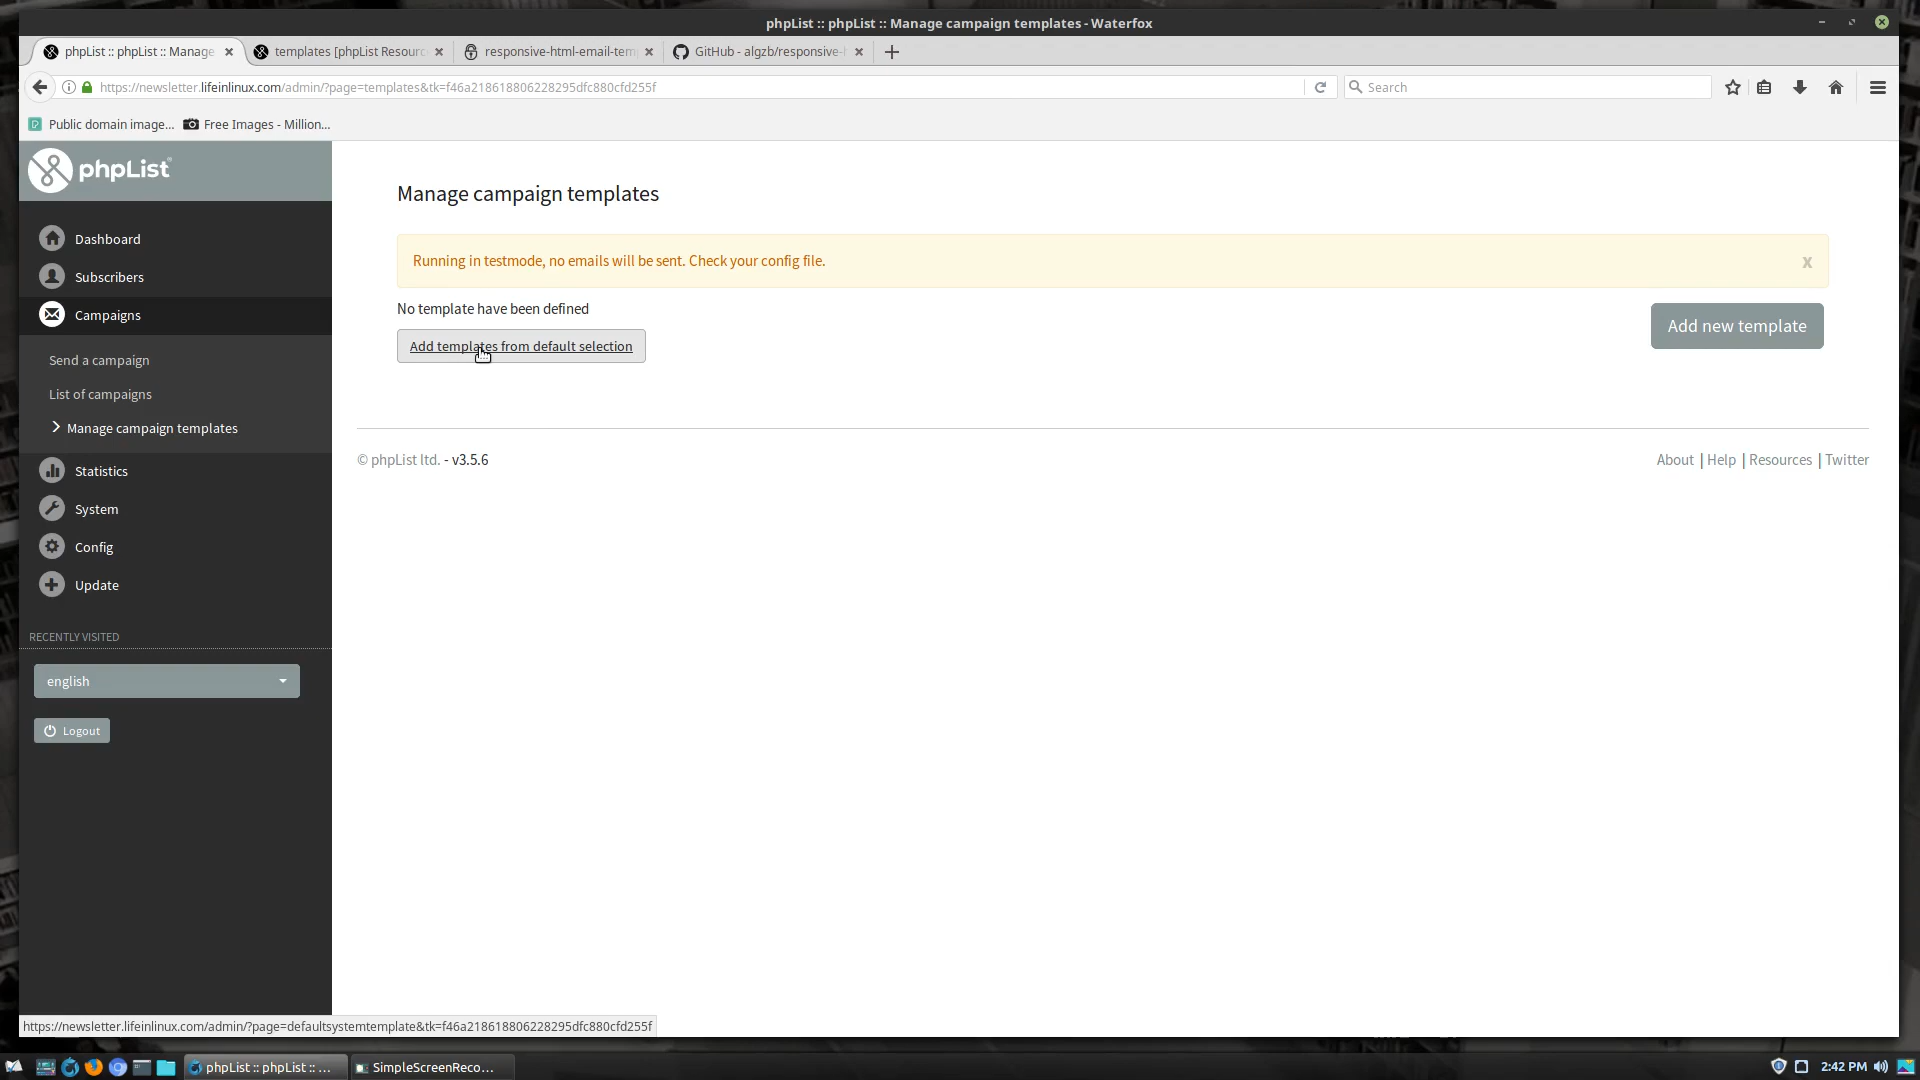 phpList :: phpList :: Manage campaign templates - Waterfox
phpList :: phpList :: Manage
templates [phpList Resour
responsive-html-email-tem
GitHub - algzb/responsive-
https://newsletter.lifeinlinux.com/admin/?page=templates&tk=f46a218618806228295dfc880cfd255f
Search
Public domain image...
Free Images - Million...
phpList
Dashboard
Subscribers
Campaigns
Send a campaign
List of campaigns
Manage campaign templates
Statistics
System
Config
Update
RECENTLY VISITED
english
Logout
Manage campaign templates
Running in testmode, no emails will be sent. Check your config file.
x
No template have been defined
Add new template
Add templates from default selection
© phpList ltd. - v3.5.6
About | Help | Resources | Twitter
https://newsletter.lifeinlinux.com/admin/?page=defaultsystemtemplate&tk=f46a218618806228295dfc880cfd255f
phpList :: phpList :: ...
SimpleScreenReco...
2:42 PM